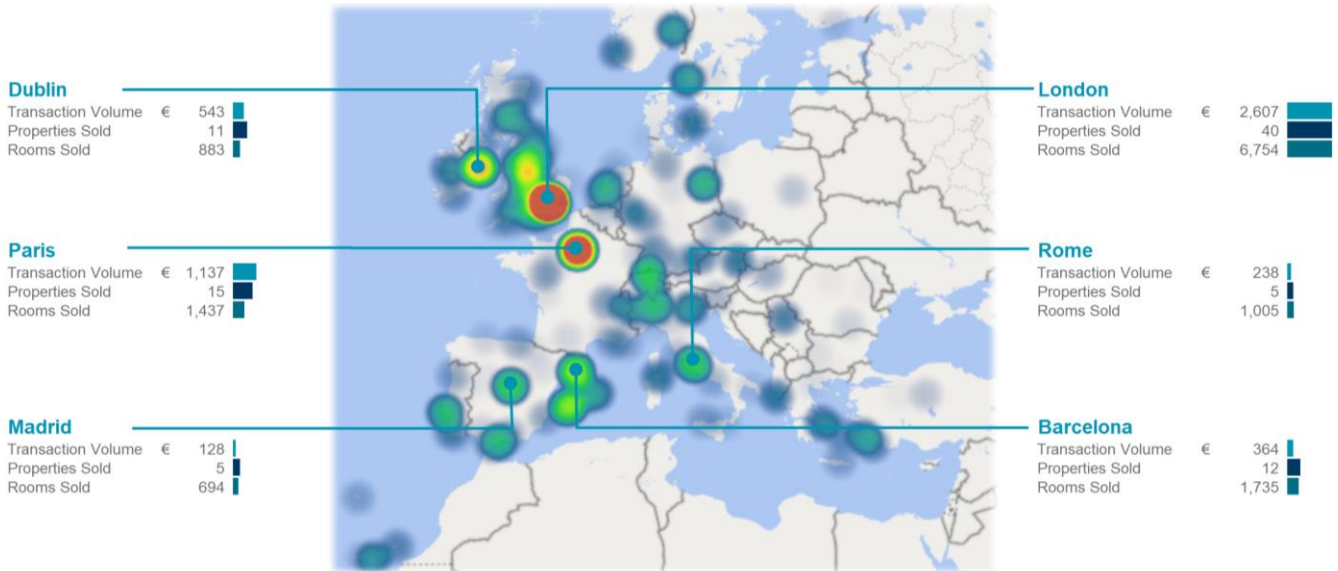 Dublin
Transaction Volume € 543
Properties Sold 11
Rooms Sold 883
Paris
Transaction Volume € 1,137
Properties Sold 15
Rooms Sold 1,437
Madrid
Transaction Volume € 128
Properties Sold 5
Rooms Sold 694
London
Transaction Volume € 2,607
Properties Sold 40
Rooms Sold 6,754
Rome
Transaction Volume € 238
Properties Sold 5
Rooms Sold 1,005
Barcelona
Transaction Volume € 364
Properties Sold 12
Rooms Sold 1,735